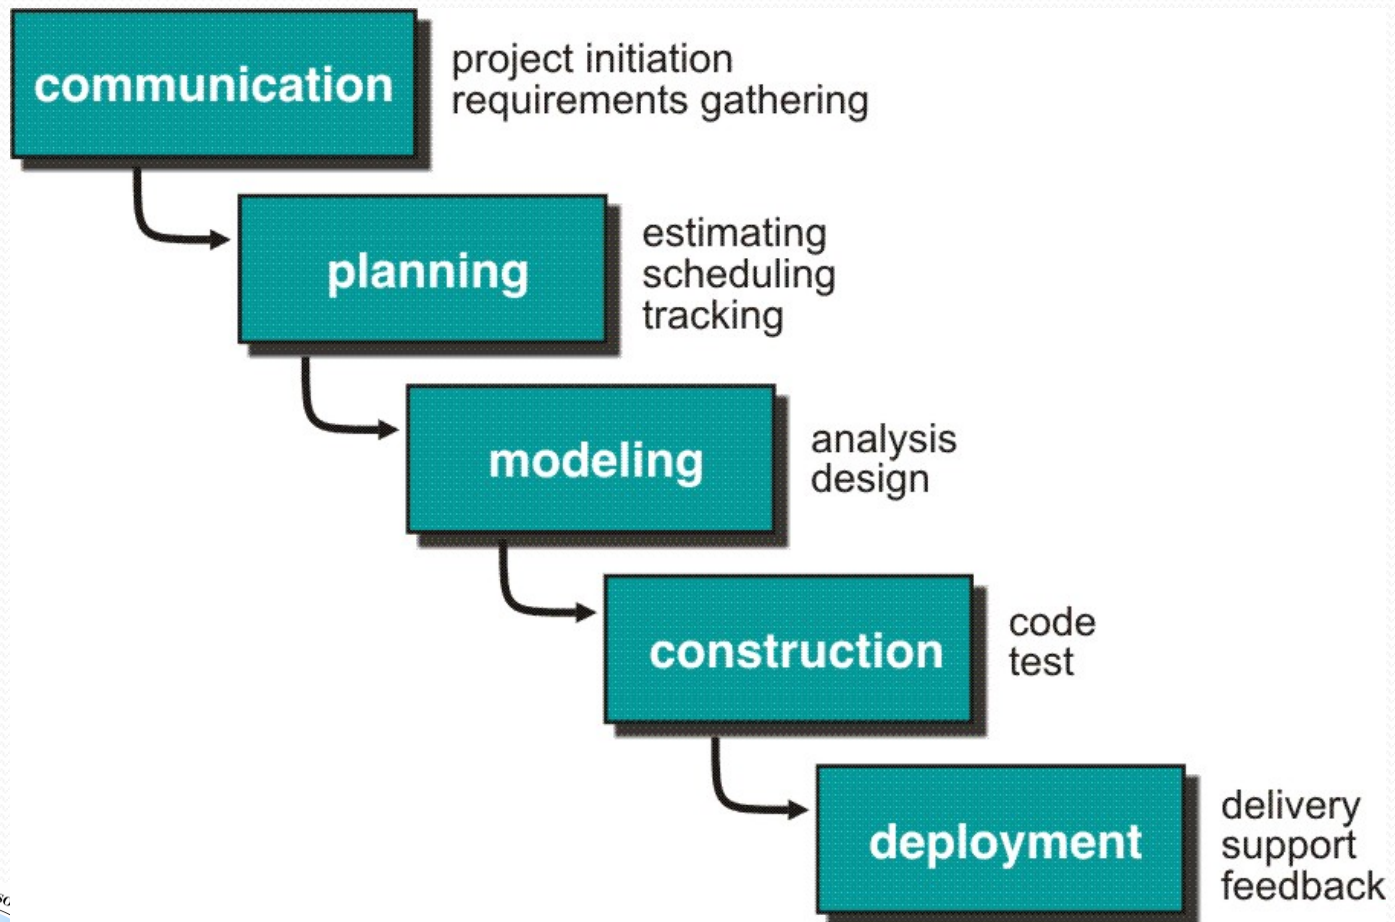 communication
project initiation
requirements gathering
planning
estimating
scheduling
tracking
modeling
analysis
design
construction
code
test
deployment
delivery
support
feedback